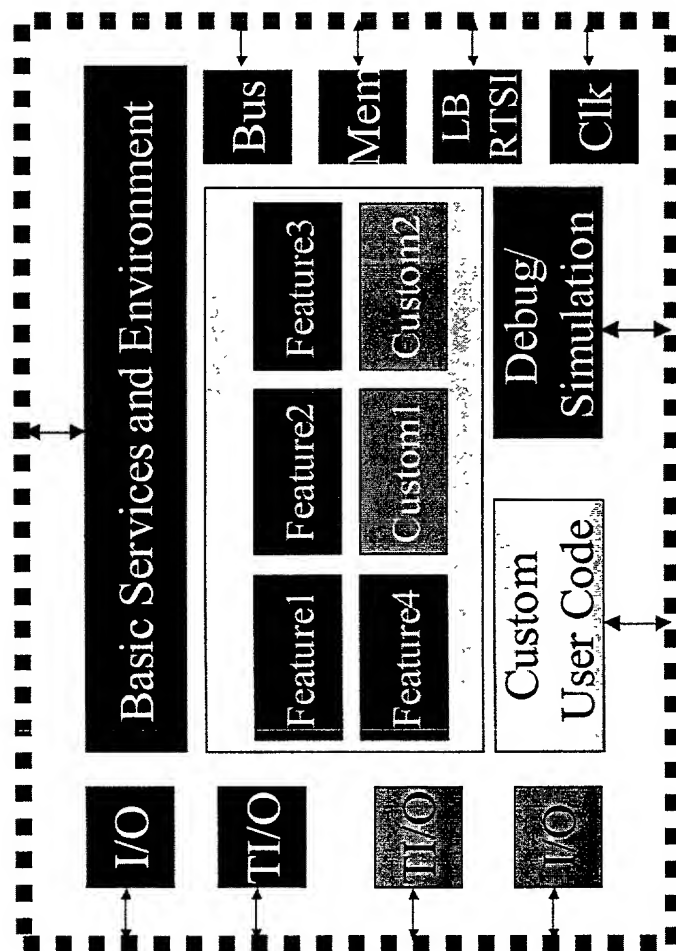 Basic Services and Environment
I/O
TI/O
TI/O
I/O
Feature1
Feature2
Feature3
Feature4
Custom1
Custom2
Bus
Mem
LB
RTSI
Clk
Custom
User Code
Debug/
Simulation